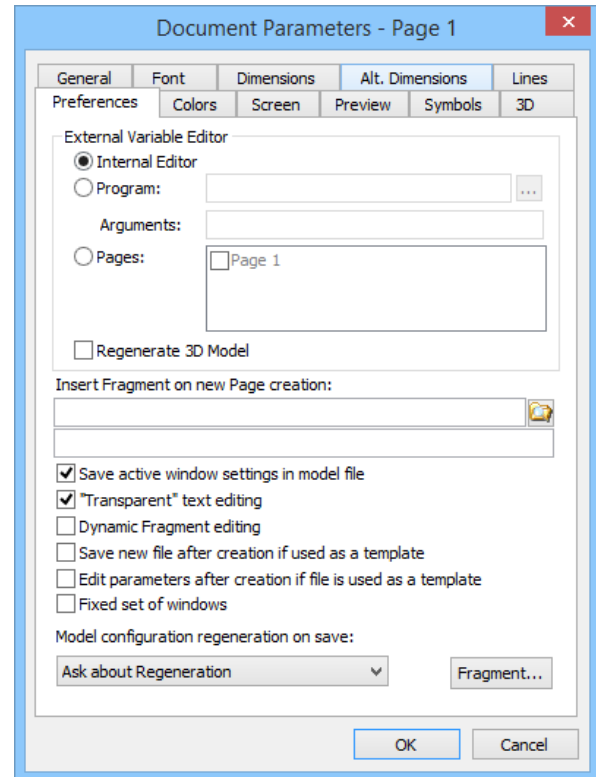 Document Parameters - Page 1
General Font Dimensions Alt. Dimensions Lines
Preferences Colors Screen Preview Symbols 3D
External Variable Editor
Internal Editor
Program: ...
Arguments:
Pages: Page 1
Regenerate 3D Model
Insert Fragment on new Page creation:
Save active window settings in model file
"Transparent" text editing
Dynamic Fragment editing
Save new file after creation if used as a template
Edit parameters after creation if file is used as a template
Fixed set of windows
Model configuration regeneration on save:
Ask about Regeneration Fragment...
OK Cancel